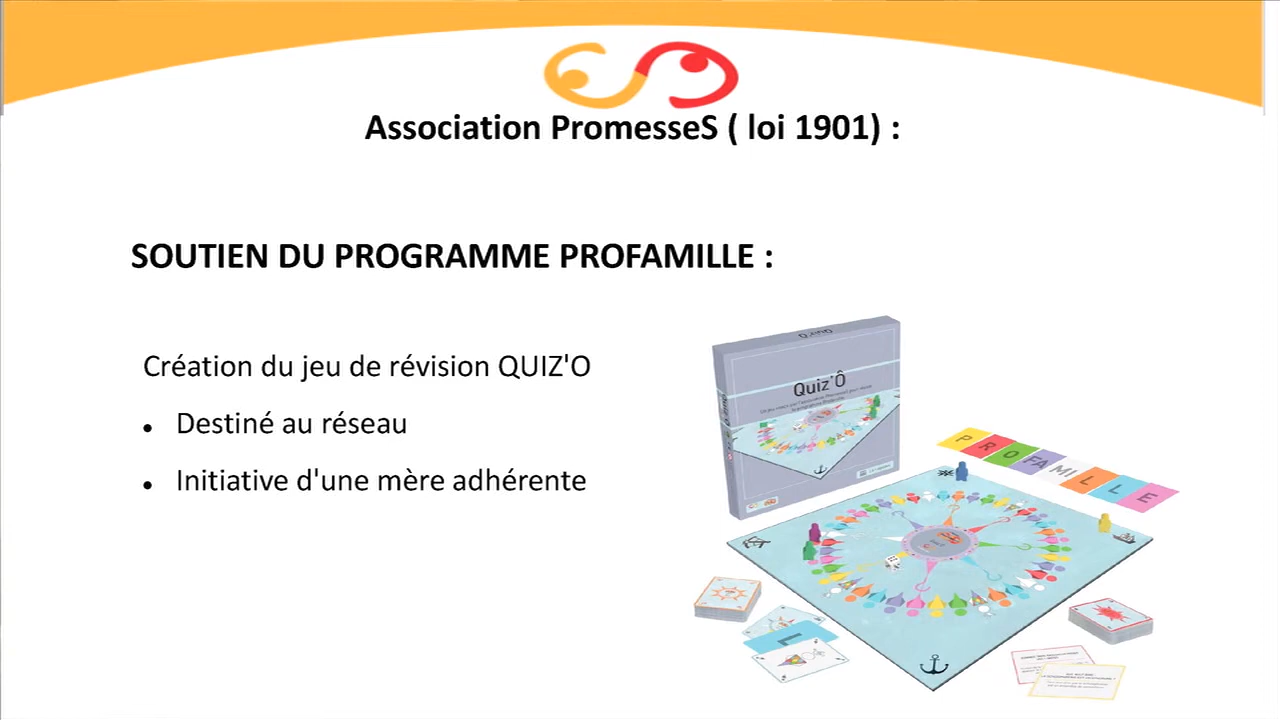 Association PromesseS ( loi 1901) :
SOUTIEN DU PROGRAMME PROFAMILLE :
Création du jeu de révision QUIZ'O
• Destiné au réseau
• Initiative d'une mère adhérente
Quiz'Ô
PROFAMILLE